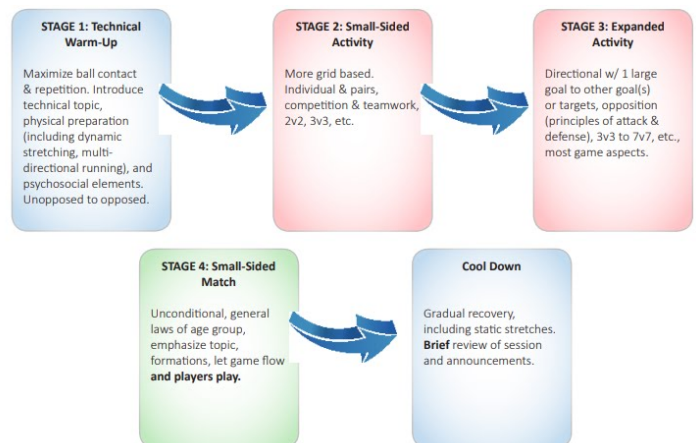 STAGE 1: Technical
Warm-Up
Maximize ball contact
& repetition. Introduce
technical topic,
physical preparation
(including dynamic
stretching, multi-
directional running), and
psychosocial elements.
Unopposed to opposed.
STAGE 2: Small-Sided
Activity
More grid based.
Individual & pairs,
competition & teamwork,
2v2, 3v3, etc.
STAGE 3: Expanded
Activity
Directional w/ 1 large
goal to other goal(s)
or targets, opposition
(principles of attack &
defense), 3v3 to 7v7, etc.,
most game aspects.
STAGE 4: Small-Sided
Match
Unconditional, general
laws of age group,
emphasize topic,
formations, let game flow
and players play.
Cool Down
Gradual recovery,
including static stretches.
Brief review of session
and announcements.